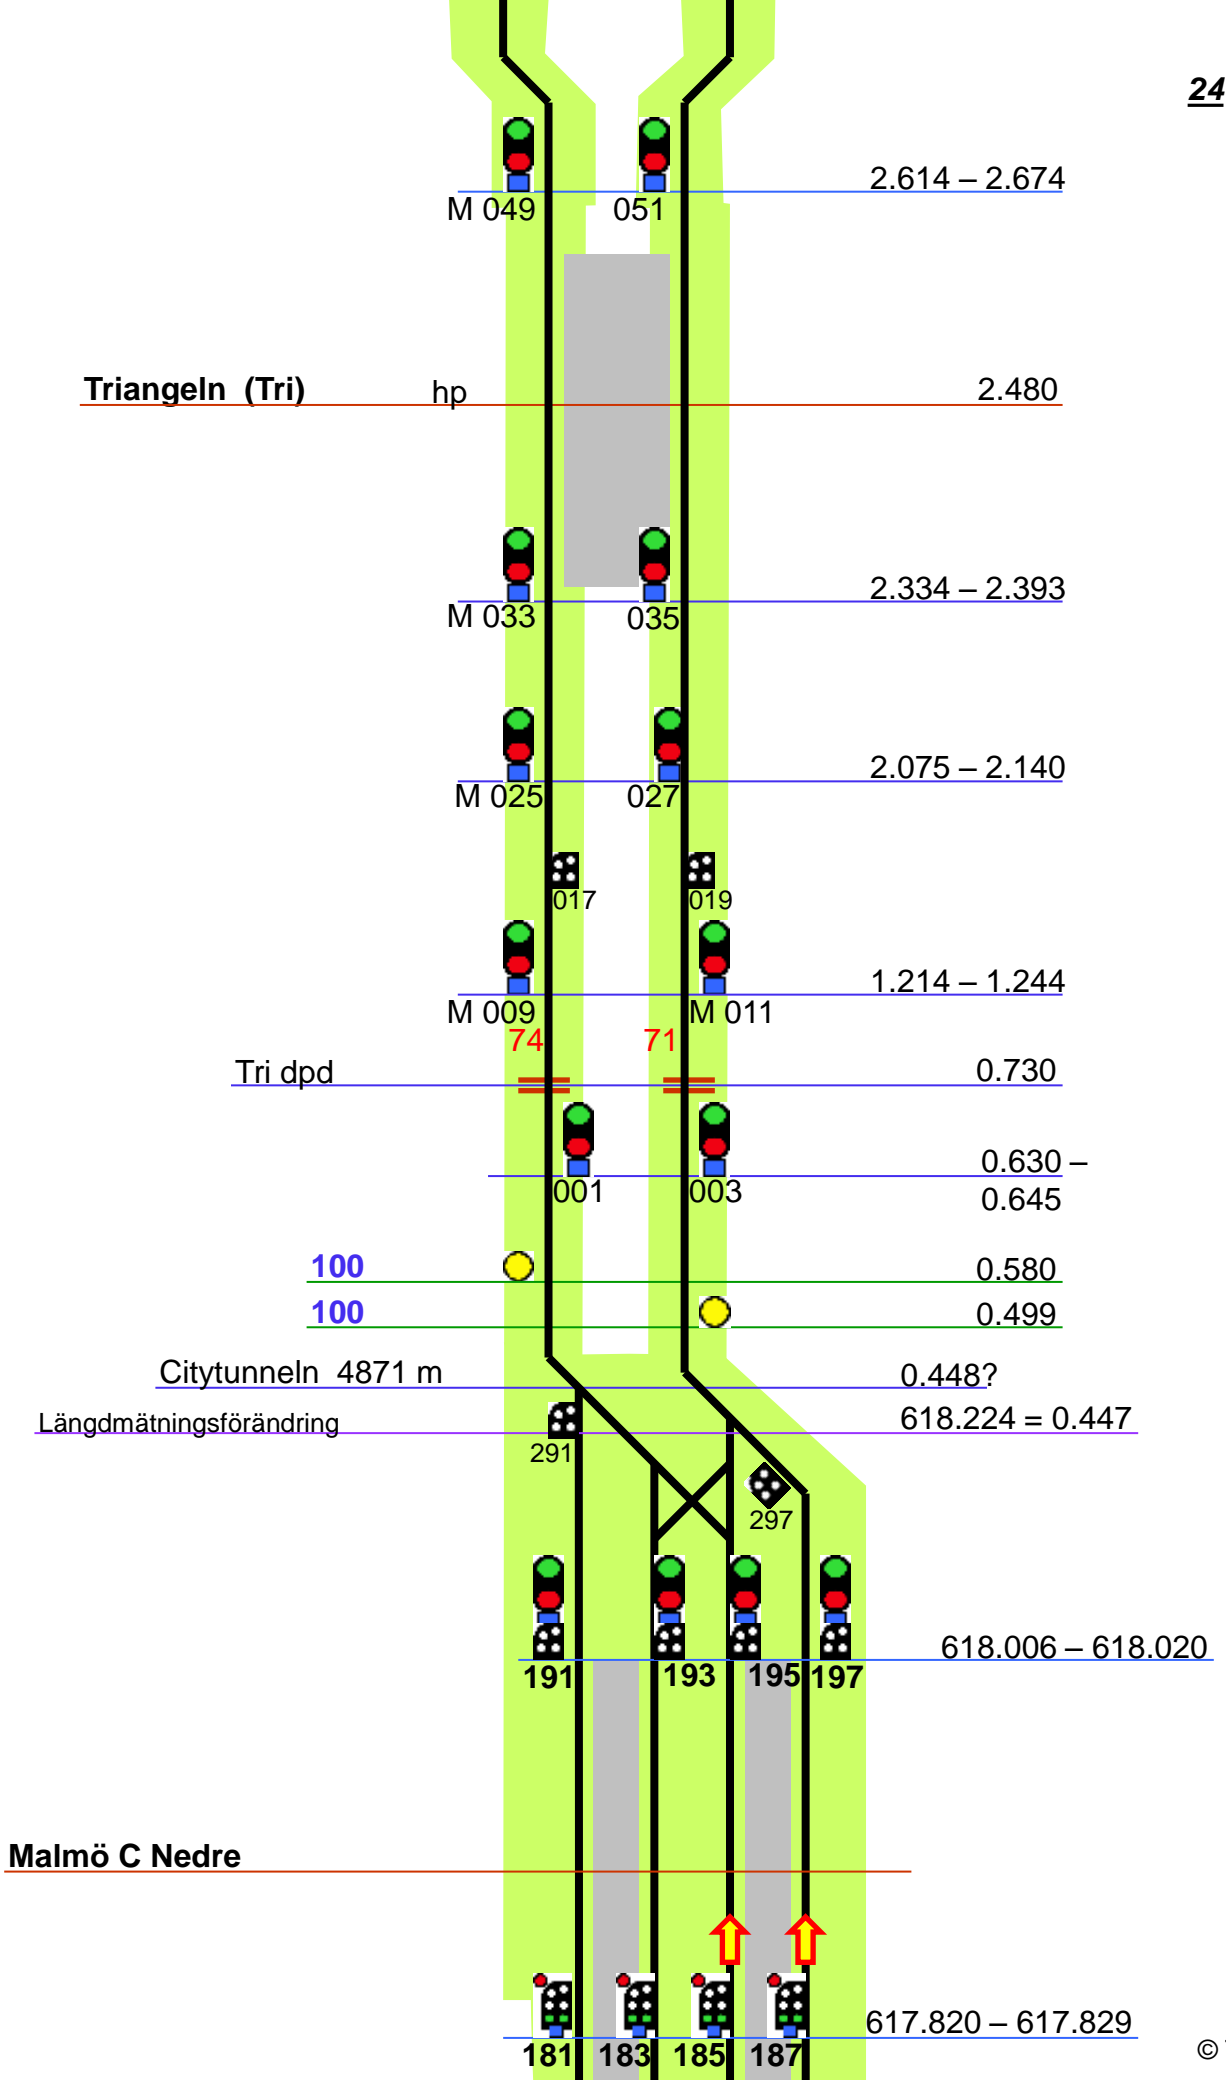 24
2.614 – 2.674
M 049 051
Triangeln (Tri) hp 2.480
2.334 – 2.393
M 033 035
2.075 – 2.140
M 025 027
017 019
1.214 – 1.244
M 009 M 011
74 71
Tri dpd 0.730
0.630 –
0.645
001 003
100 0.580
100 0.499
Citytunneln 4871 m 0.448?
Längdmätningsförändring 618.224 = 0.447
291
297
618.006 – 618.020
191 193 195 197
Malmö C Nedre
617.820 – 617.829
181 183 185 187
©